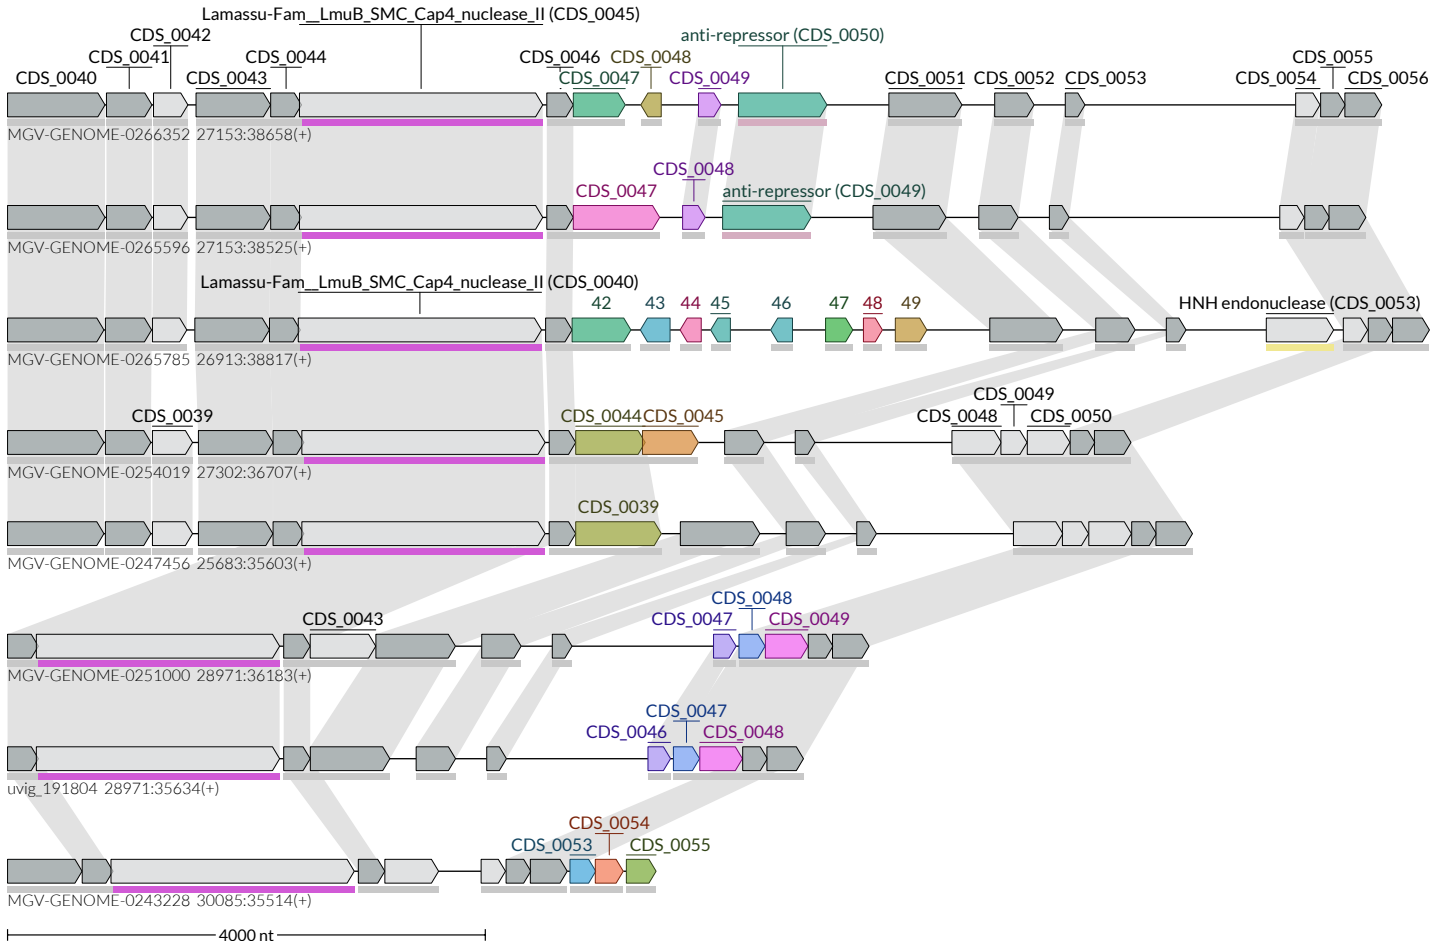 Lamassu-Fam__LmuB_SMC_Cap4_nuclease_II (CDS_0045)
CDS_0042 anti-repressor (CDS_0050)
CDS_0041 CDS_0044 CDS_0046 CDS_0048 CDS_0055
CDS_0040 CDS_0043 CDS_0047 CDS_0049 CDS_0051 CDS_0052 CDS_0053 CDS_0054 CDS_0056
MGV-GENOME-0266352 27153:38658(+)
CDS_0048
CDS_0047 anti-repressor (CDS_0049)
MGV-GENOME-0265596 27153:38525(+)
Lamassu-Fam__LmuB_SMC_Cap4_nuclease_II (CDS_0040)
42 43 44 45 46 47 48 49 HNH endonuclease (CDS_0053)
MGV-GENOME-0265785 26913:38817(+)
CDS_0049
CDS_0039 CDS_0044 CDS_0045 CDS_0048 CDS_0050
MGV-GENOME-0254019 27302:36707(+)
CDS_0039
MGV-GENOME-0247456 25683:35603(+)
CDS_0048
CDS_0043 CDS_0047 CDS_0049
MGV-GENOME-0251000 28971:36183(+)
CDS_0047
CDS_0046 CDS_0048
uvig_191804 28971:35634(+)
CDS_0054
CDS_0053 CDS_0055
MGV-GENOME-0243228 30085:35514(+)
4000 nt